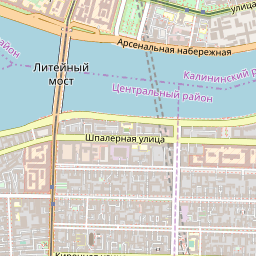 улица
Арсенальная набережная
Литейный
мост
Калининский р
район
Центральный район
Шпалерная улица